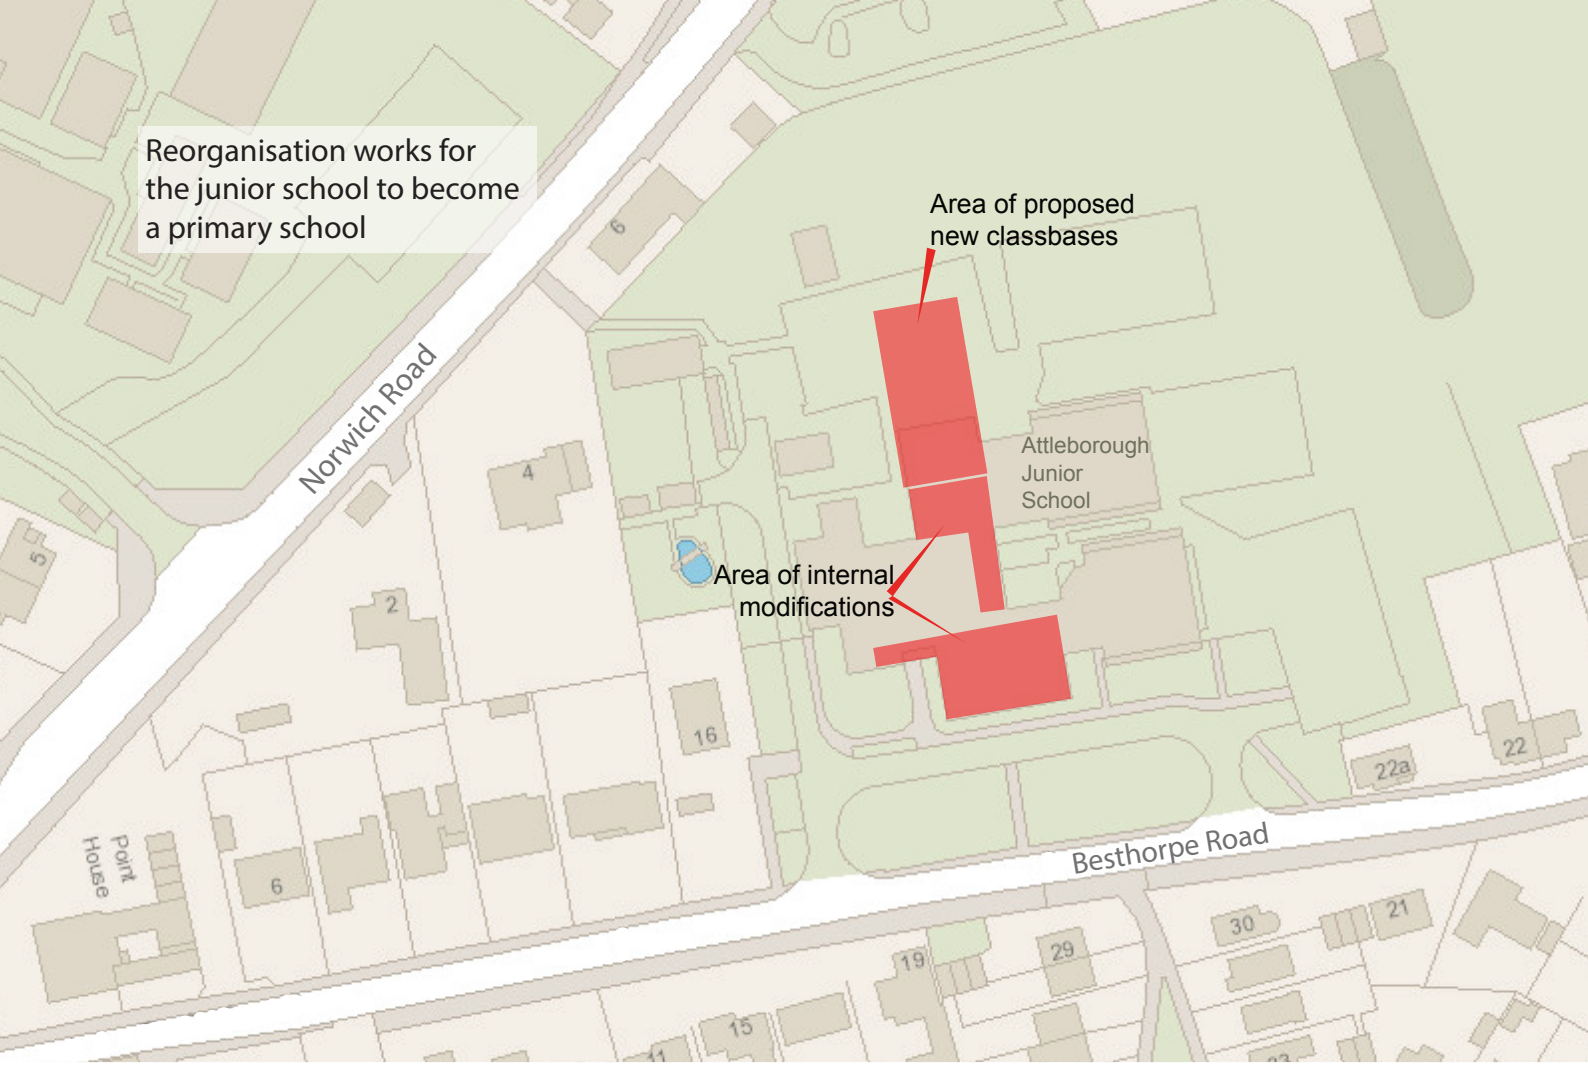 Reorganisation works for
the junior school to become
a primary school
Area of proposed
new classbases
6
Norwich Road
4
Attleborough
Junior
School
5
2
Area of internal
modifications
16
22
22a
Point
House
6
Besthorpe Road
21
30
29
19
15
11
23